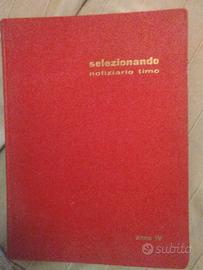 selezionando
notiziario timo
Anno IV
subito